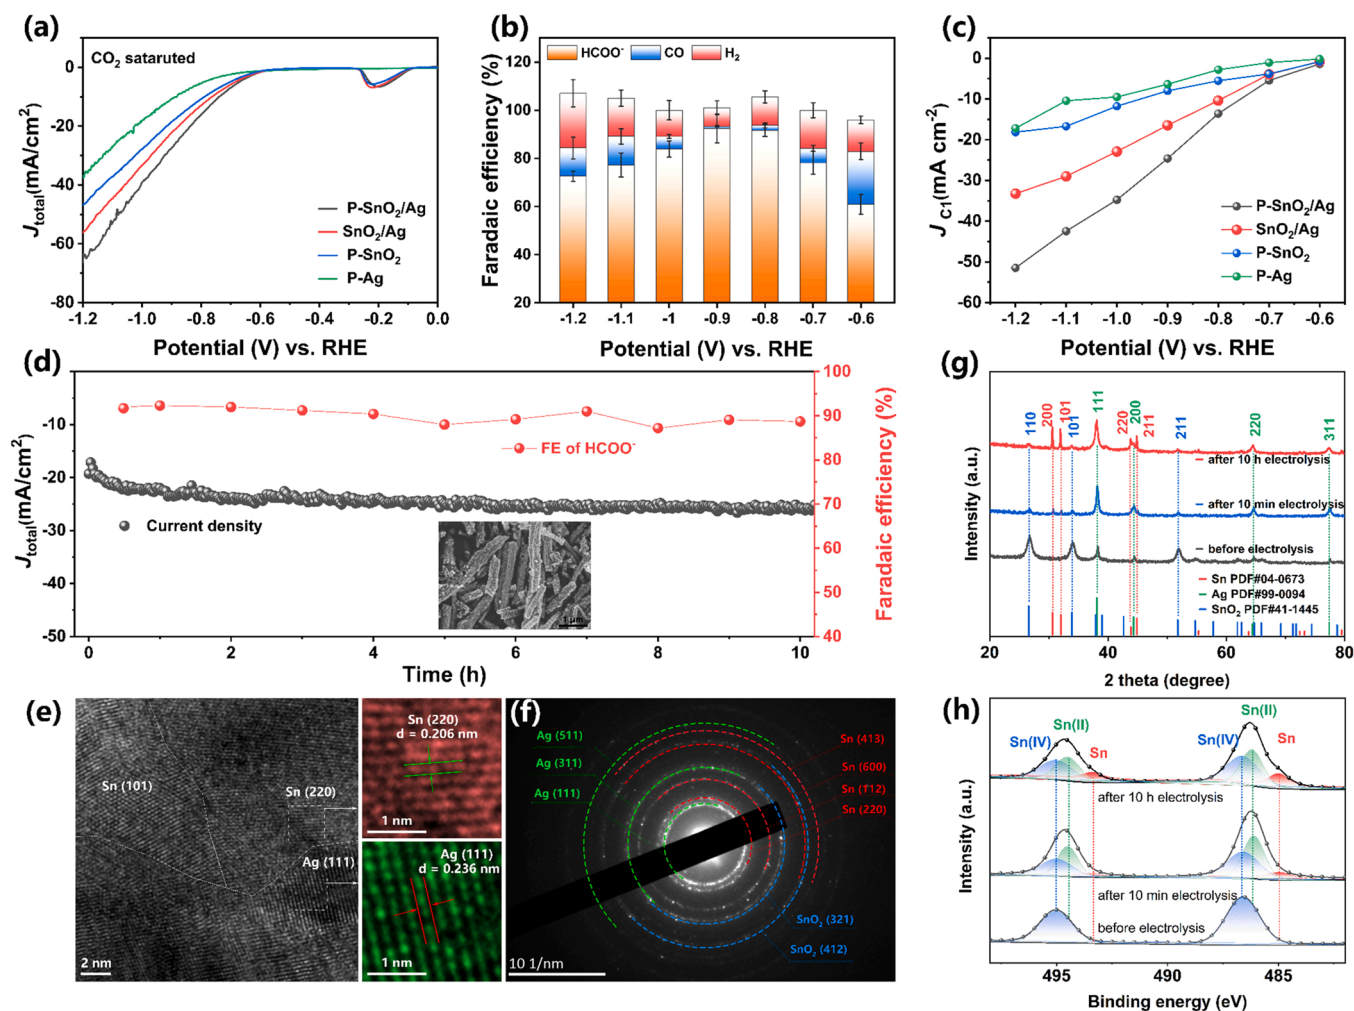 (a)
CO2 sataruted
Jtotal(mA/cm-2)
0
-20
-40
-60
-80
-1.2
-1.0
-0.8
-0.6
-0.4
-0.2
0.0
P-SnO2/Ag
SnO2/Ag
P-SnO2
P-Ag
Potential (V) vs. RHE
(b)
HCOO-
CO
H2
Faradaic efficiency (%)
120
100
80
60
40
20
-1.2
-1.1
-1
-0.9
-0.8
-0.7
-0.6
Potential (V) vs. RHE
(c)
J C1(mA cm-2)
0
-10
-20
-30
-40
-50
-60
-1.2
-1.1
-1.0
-0.9
-0.8
-0.7
-0.6
P-SnO2/Ag
SnO2/Ag
P-SnO2
P-Ag
Potential (V) vs. RHE
(d)
Jtotal(mA/cm2)
0
-10
-20
-30
-40
-50
FE of HCOO-
Current density
1 μm
100
90
80
70
60
50
40
Faradaic efficiency (%)
0
2
4
6
8
10
Time (h)
(g)
Intensity (a.u.)
110
200
101
101
111
220
200
211
211
220
311
after 10 h electrolysis
after 10 min electrolysis
before electrolysis
Sn PDF#04-0673
Ag PDF#99-0094
SnO2 PDF#41-1445
20
40
60
80
2 theta (degree)
(e)
Sn (101)
Sn (220)
Ag (111)
2 nm
Sn (220)
d = 0.206 nm
1 nm
Ag (111)
d = 0.236 nm
1 nm
(f)
Ag (511)
Ag (311)
Ag (111)
Sn (413)
Sn (600)
Sn (112)
Sn (220)
SnO2 (321)
SnO2 (412)
10 1/nm
(h)
Intensity (a.u.)
Sn(IV)
Sn(II)
Sn
Sn(IV)
Sn(II)
Sn
after 10 h electrolysis
after 10 min electrolysis
before electrolysis
495
490
485
Binding energy (eV)